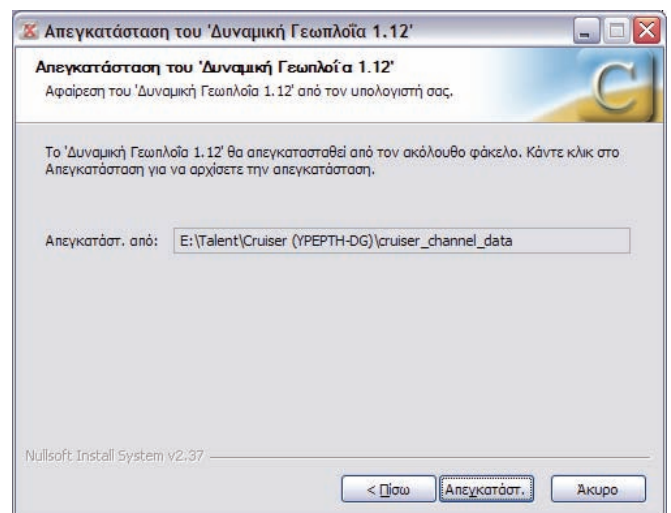 Απεγκατάσταση του 'Δυναμική Γεωπλοΐα 1.12'
Απεγκατάσταση του 'Δυναμική Γεωπλοΐα 1.12'
Αφαίρεση του 'Δυναμική Γεωπλοΐα 1.12' από τον υπολογιστή σας.
C
Το 'Δυναμική Γεωπλοΐα 1.12' θα απεγκατασταθεί από τον ακόλουθο φάκελο. Κάντε κλικ στο
Απεγκατάσταση για να αρχίσετε την απεγκατάσταση.
Απεγκατάστ. από: E:\Talent\Cruiser (YPEPTH-DG)\cruiser_channel_data
Nullsoft Install System v2.37
< Πίσω Απεγκατάστ. Άκυρο